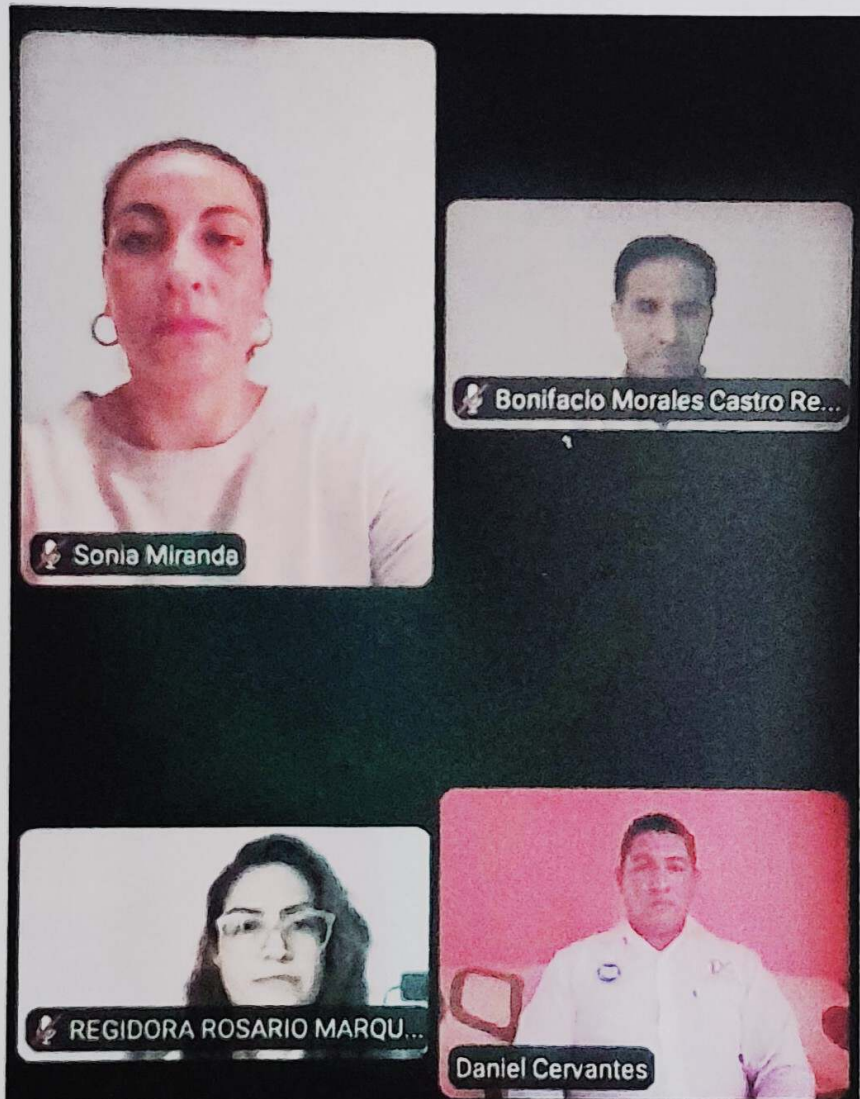 Bonifacio Morales Castro Re...
Sonia Miranda
REGIDORA ROSARIO MARQU...
Daniel Cervantes